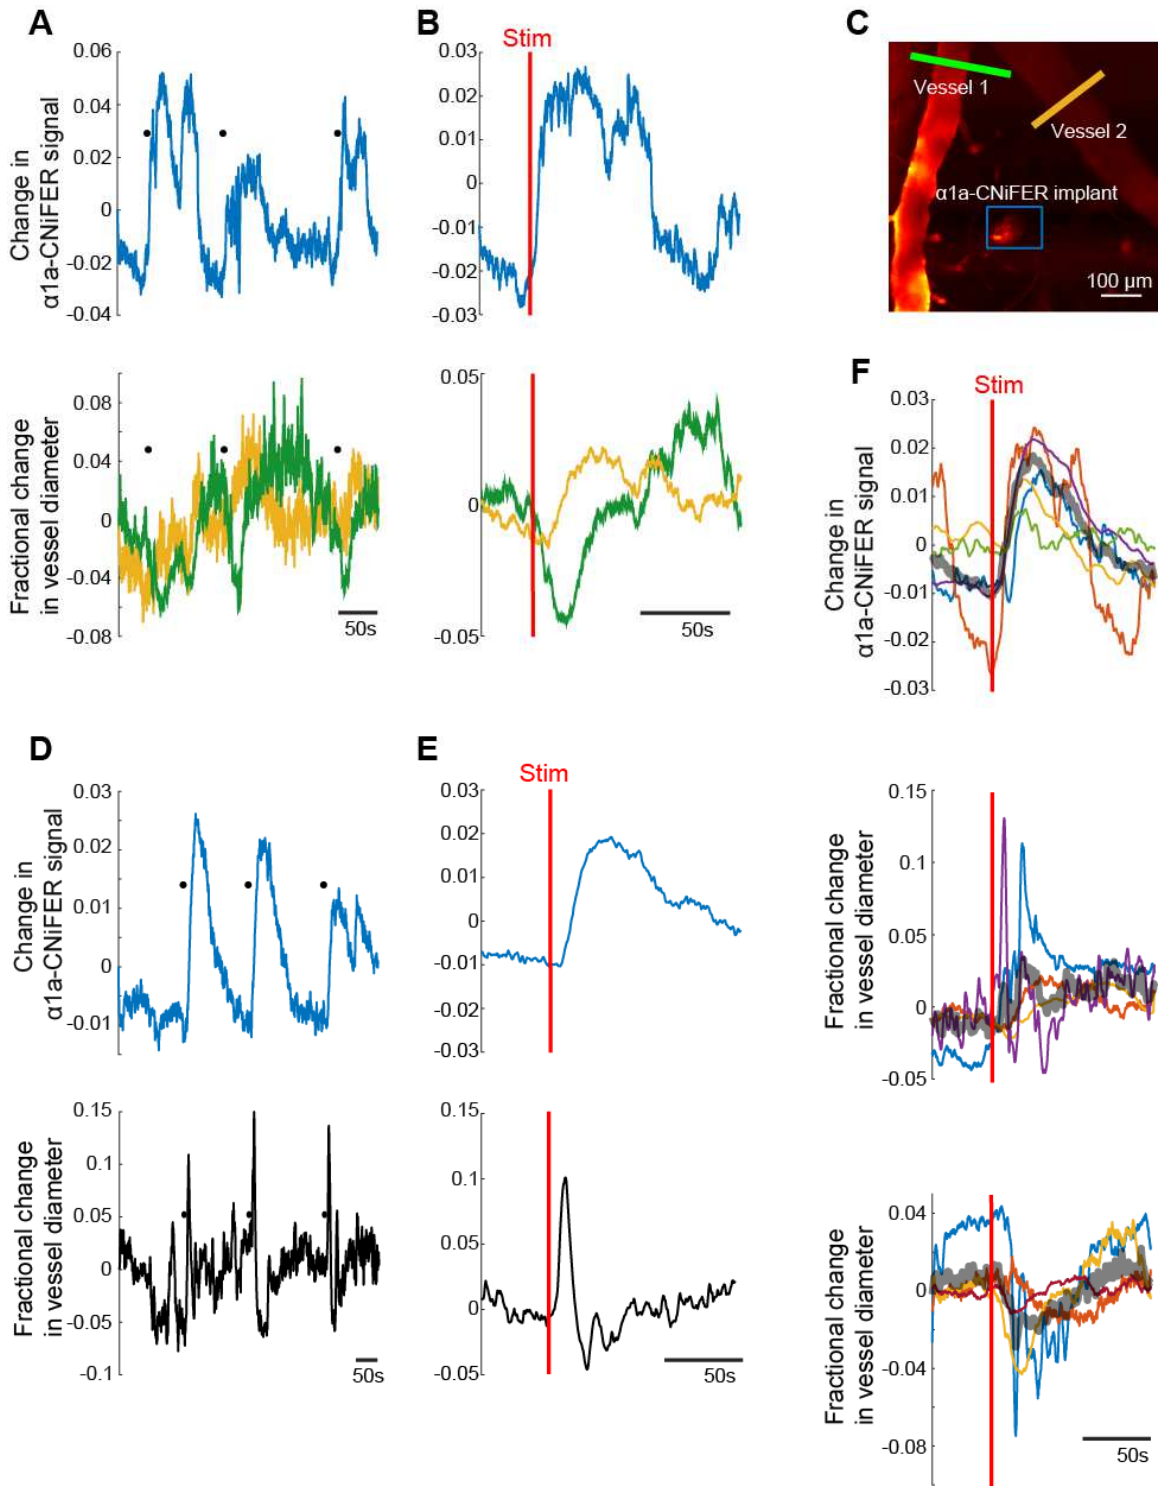 A
0.06
0.04
0.02
0
-0.02
-0.04
Change in
α1a-CNiFER signal
0.08
0.04
0
-0.04
-0.08
Fractional change
in vessel diameter
50s
B
Stim
0.03
0.02
0.01
0
-0.01
-0.02
-0.03
0.05
0
-0.05
50s
C
Vessel 1
Vessel 2
α1a-CNiFER implant
100 µm
F
Stim
0.03
0.02
0.01
0
-0.01
-0.02
-0.03
Change in
α1a-CNiFER signal
0.15
0.1
0.05
0
-0.05
Fractional change
in vessel diameter
0.04
0
-0.04
-0.08
Fractional change
in vessel diameter
50s
D
0.03
0.02
0.01
0
-0.01
Change in
α1a-CNiFER signal
0.15
0.1
0.05
0
-0.05
-0.1
Fractional change
in vessel diameter
50s
E
Stim
0.03
0.02
0.01
0
-0.01
-0.02
-0.03
0.15
0.1
0.05
0
-0.05
50s